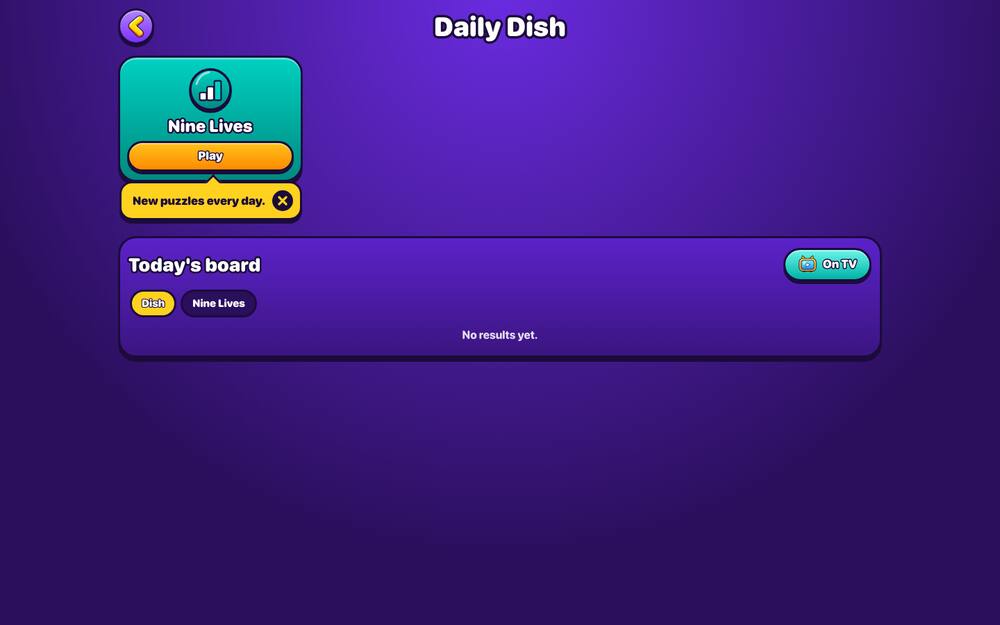 Daily Dish
Nine Lives
Play
New puzzles every day.
Today's board
On TV
Dish
Nine Lives
No results yet.